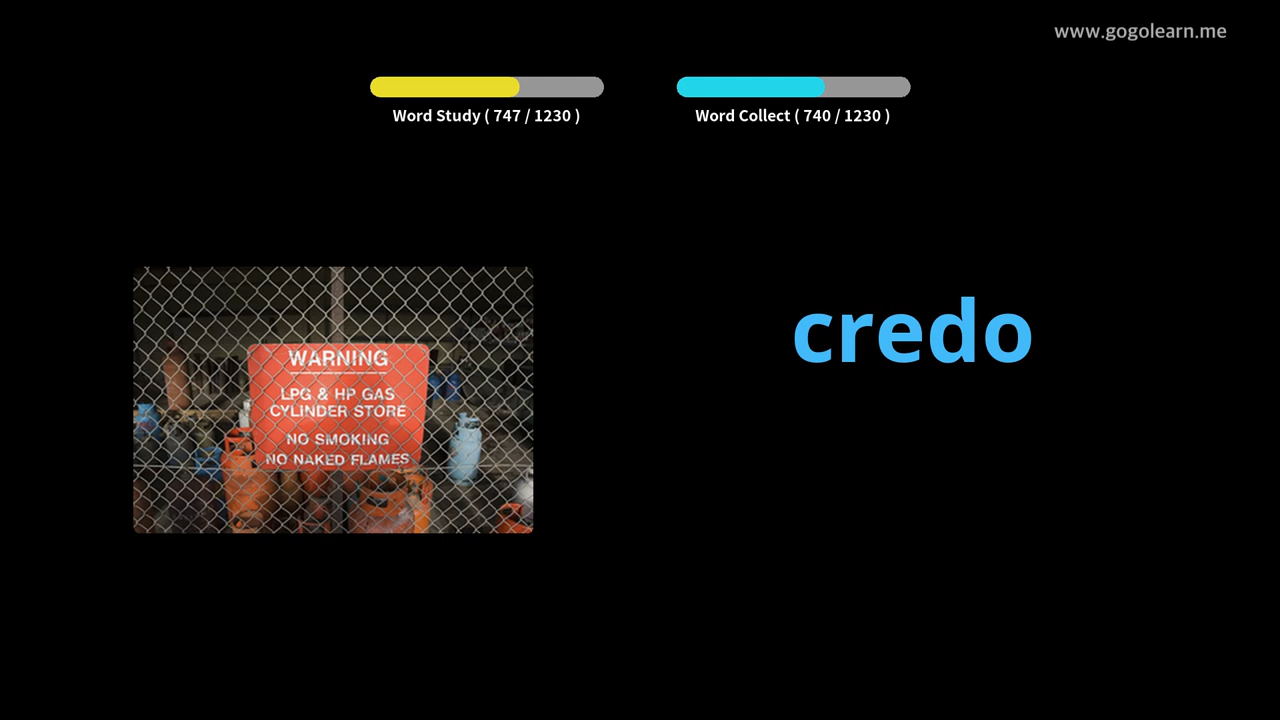 www.gogolearn.me
Word Study ( 747 / 1230 )
Word Collect ( 740 / 1230 )
WARNING
LPG & HP GAS
CYLINDER STORE
NO SMOKING
NO NAKED FLAMES
credo